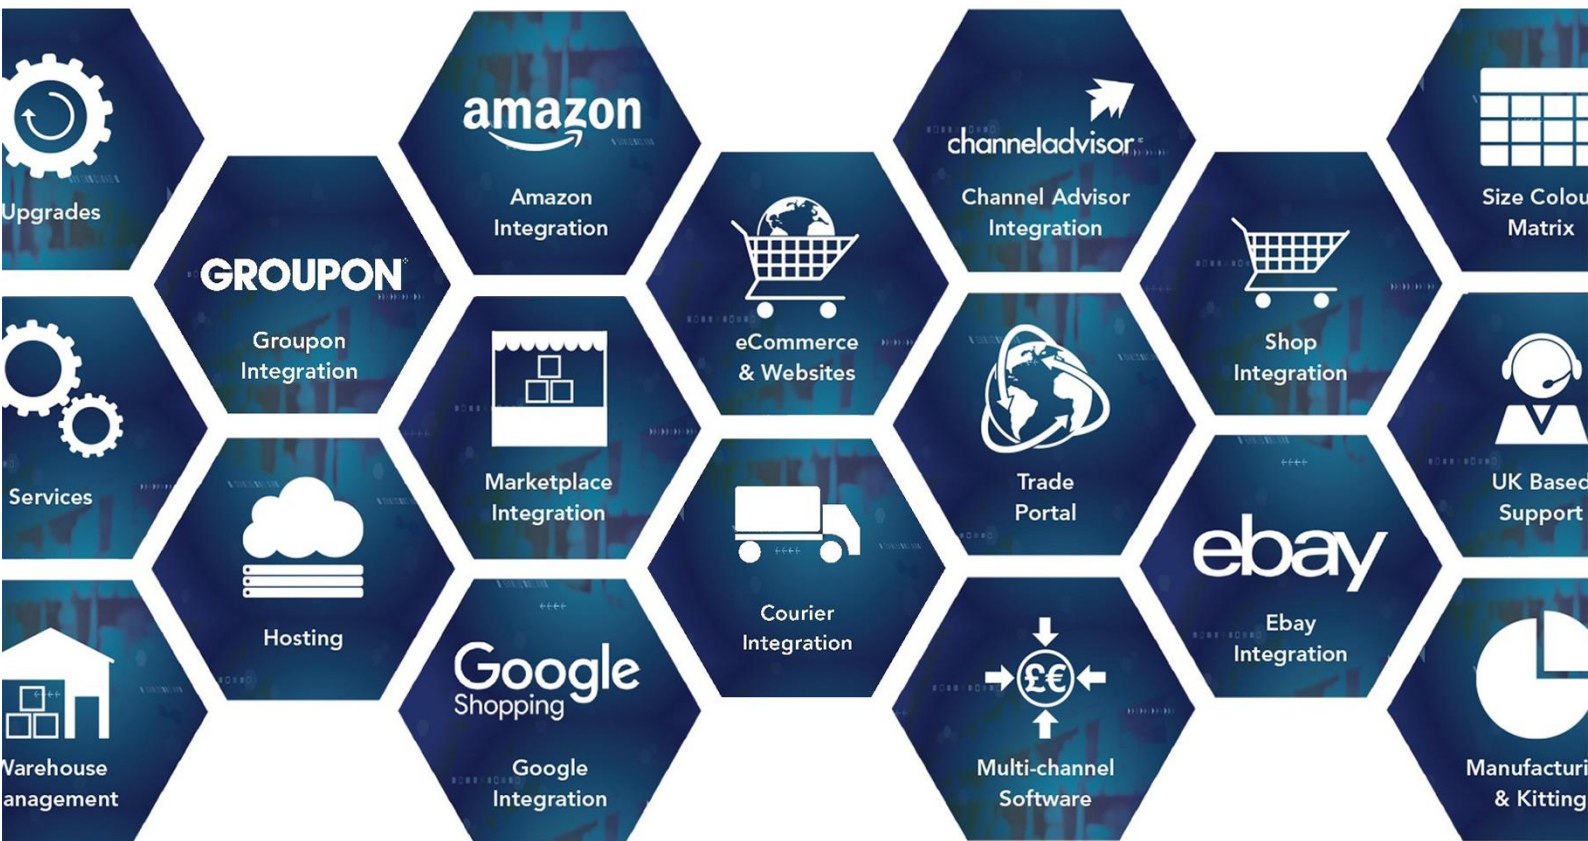 Upgrades
Services
Warehouse
anagement
GROUPON
Groupon
Integration
Hosting
amazon
Amazon
Integration
Marketplace
Integration
Google
Shopping
Google
Integration
eCommerce
& Websites
Courier
Integration
channeladvisor
Channel Advisor
Integration
Trade
Portal
£€
Multi-channel
Software
Shop
Integration
ebay
Ebay
Integration
Size Colou
Matrix
UK Based
Support
Manufacturi
& Kitting